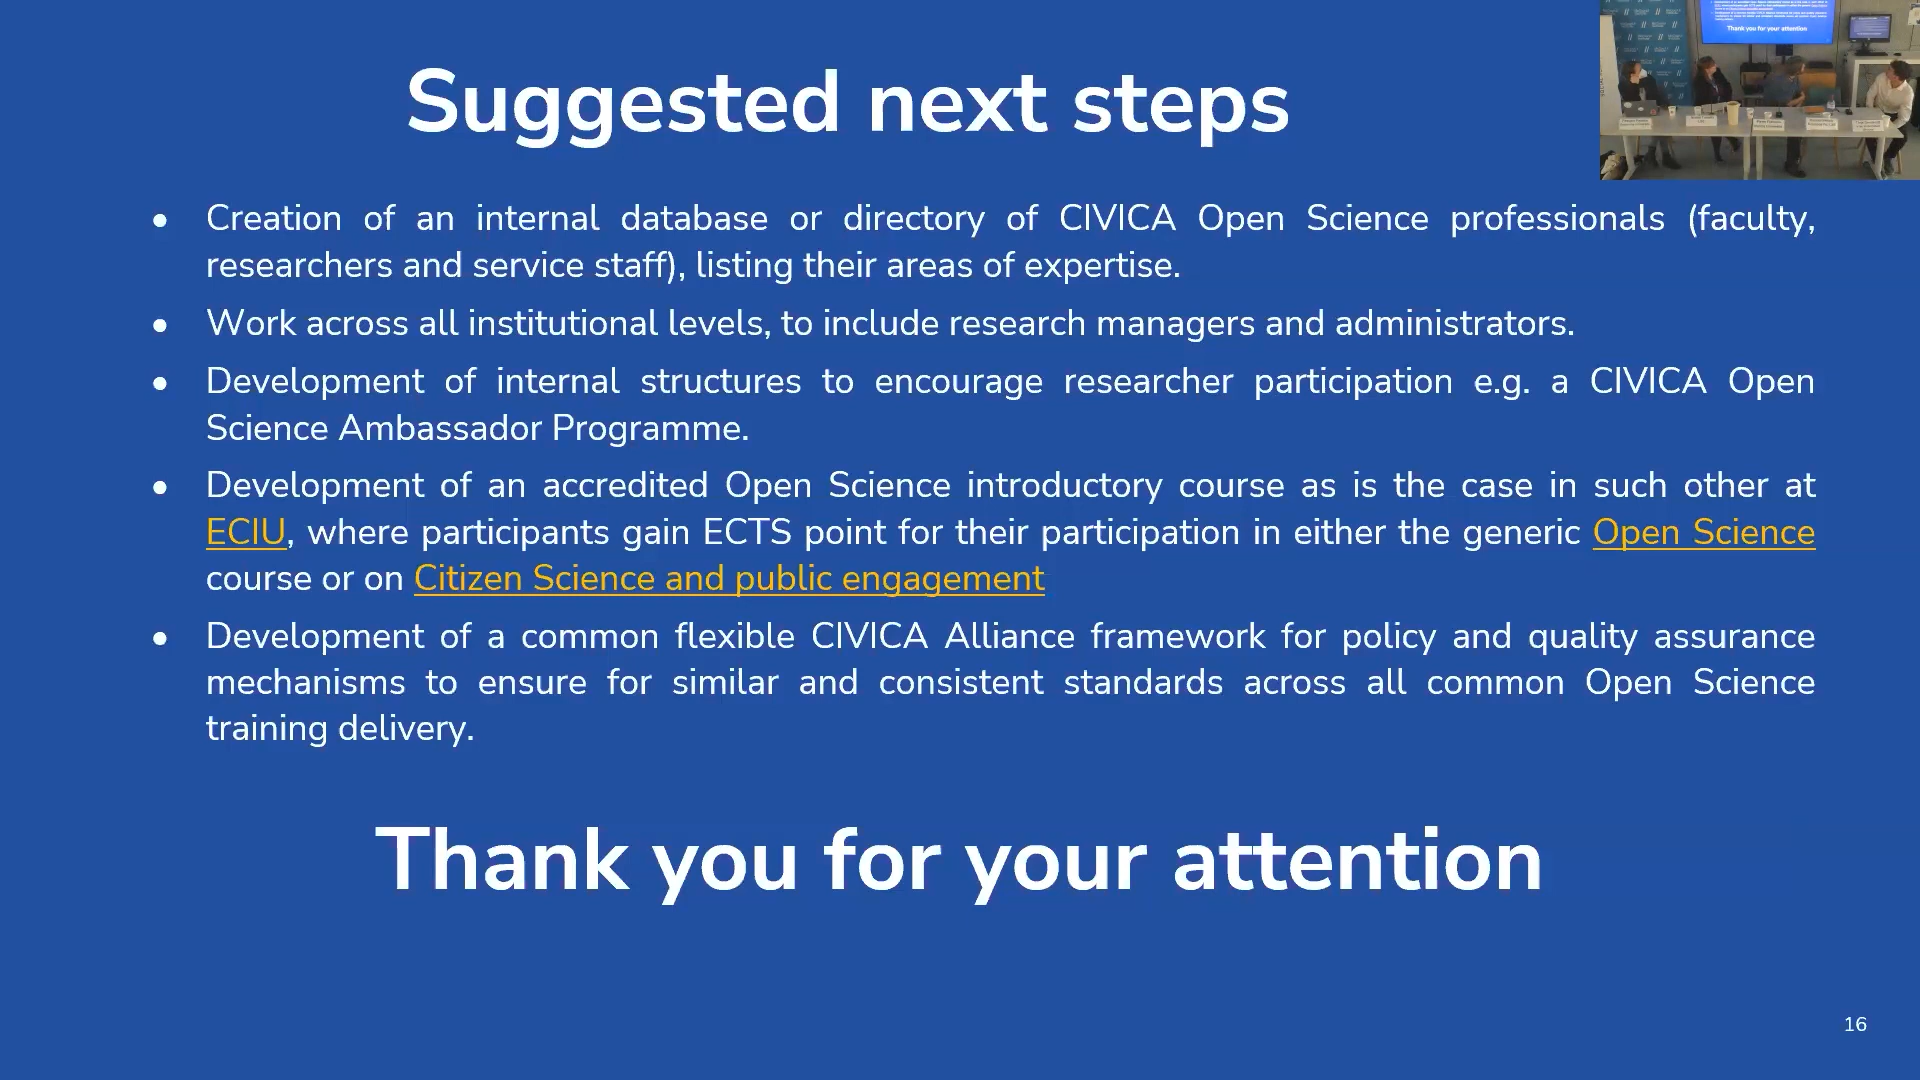 Suggested next steps
• Creation of an internal database or directory of CIVICA Open Science professionals (faculty,
researchers and service staff), listing their areas of expertise.
• Work across all institutional levels, to include research managers and administrators.
• Development of internal structures to encourage researcher participation e.g. a CIVICA Open
Science Ambassador Programme.
• Development of an accredited Open Science introductory course as is the case in such other at
ECIU, where participants gain ECTS point for their participation in either the generic Open Science
course or on Citizen Science and public engagement
• Development of a common flexible CIVICA Alliance framework for policy and quality assurance
mechanisms to ensure for similar and consistent standards across all common Open Science
training delivery.
Thank you for your attention
16
Thank you for your attention